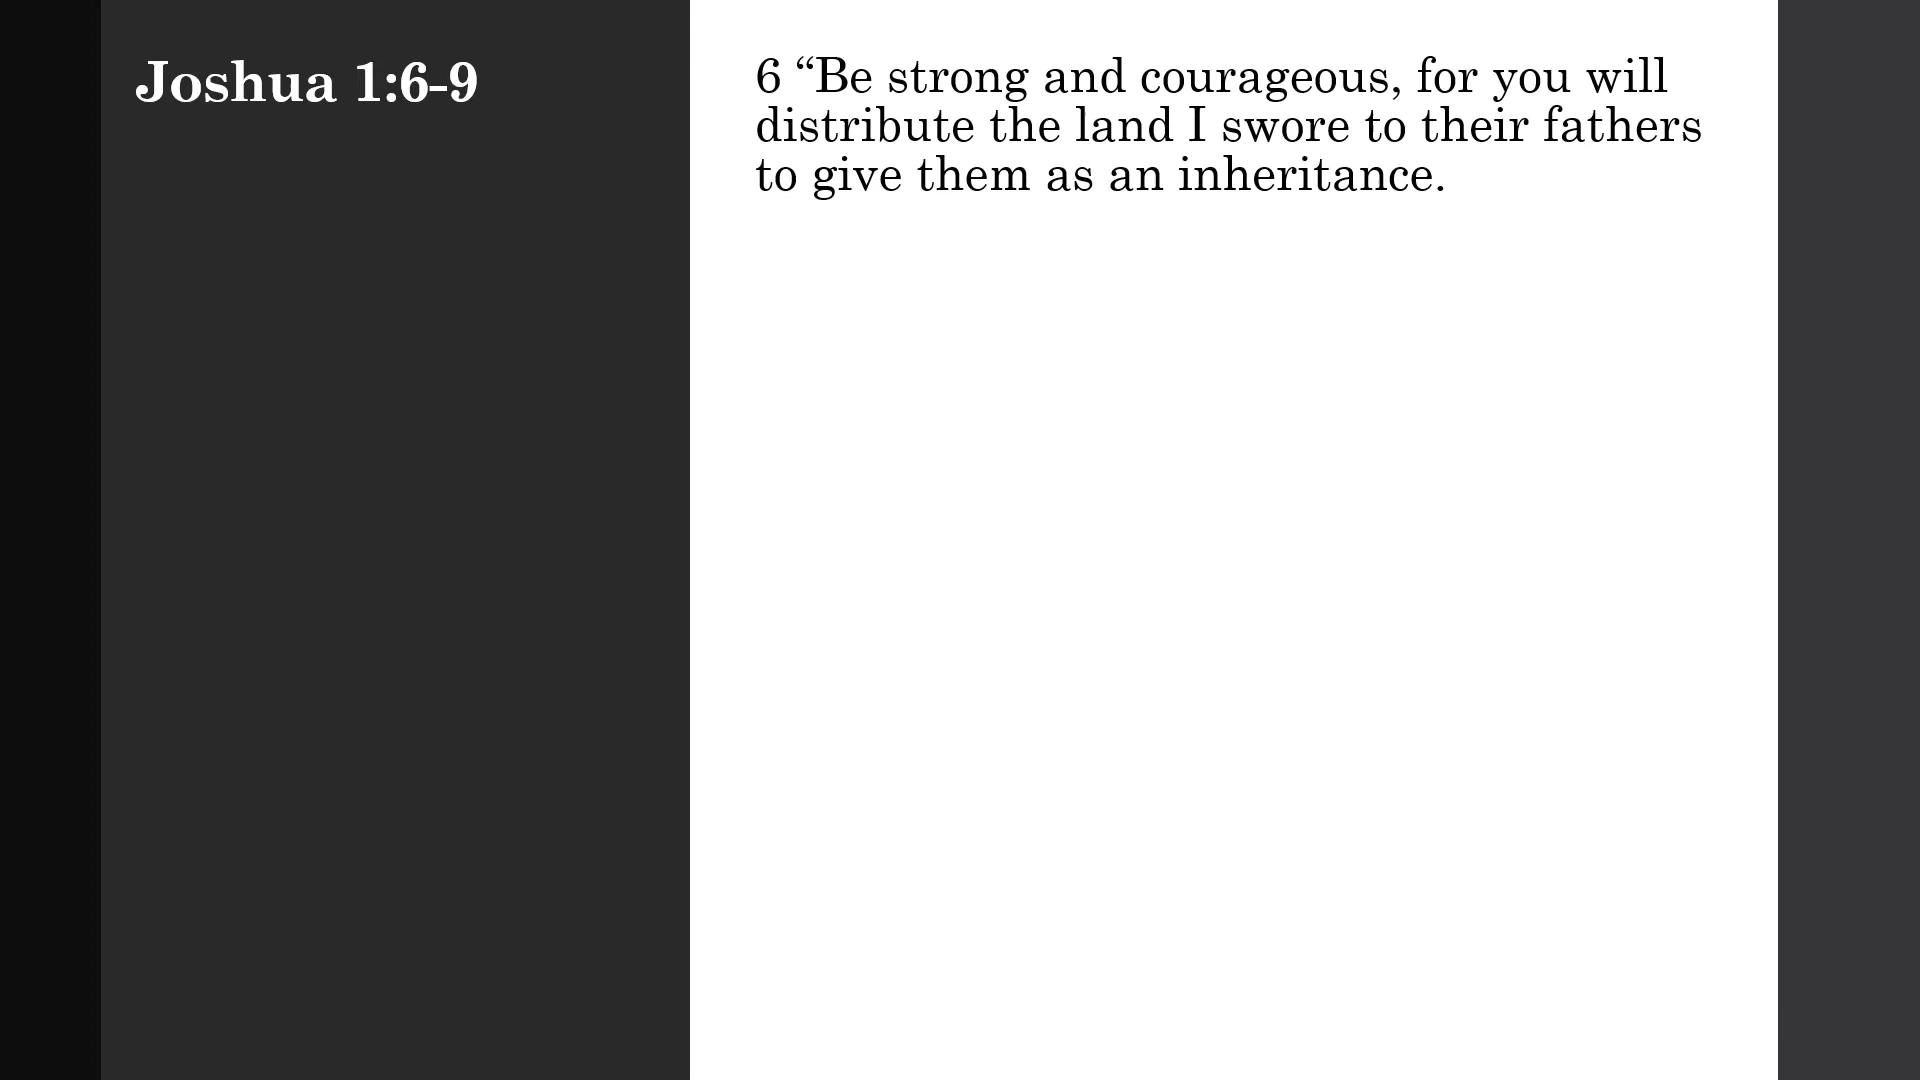 Joshua 1:6-9
6 “Be strong and courageous, for you will
distribute the land I swore to their fathers
to give them as an inheritance.